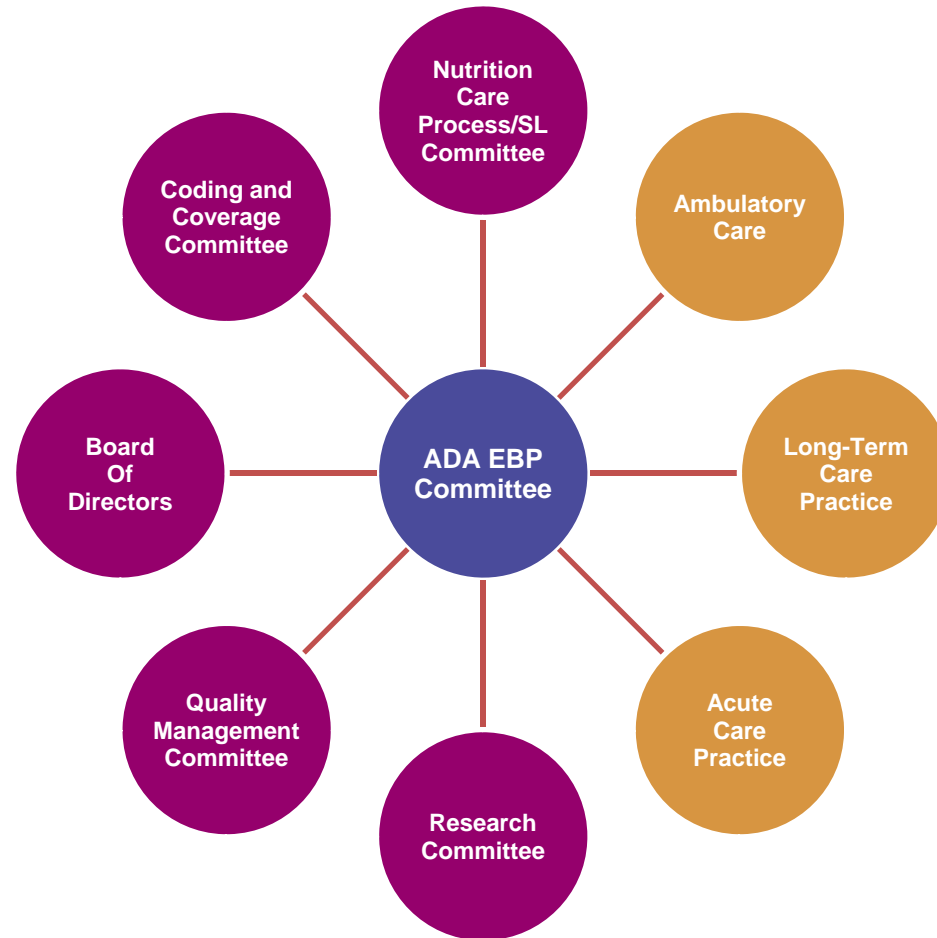 Nutrition
Care
Process/SL
Committee
Coding and
Coverage
Committee
Ambulatory
Care
Board
Of
Directors
ADA EBP
Committee
Long-Term
Care
Practice
Quality
Management
Committee
Acute
Care
Practice
Research
Committee